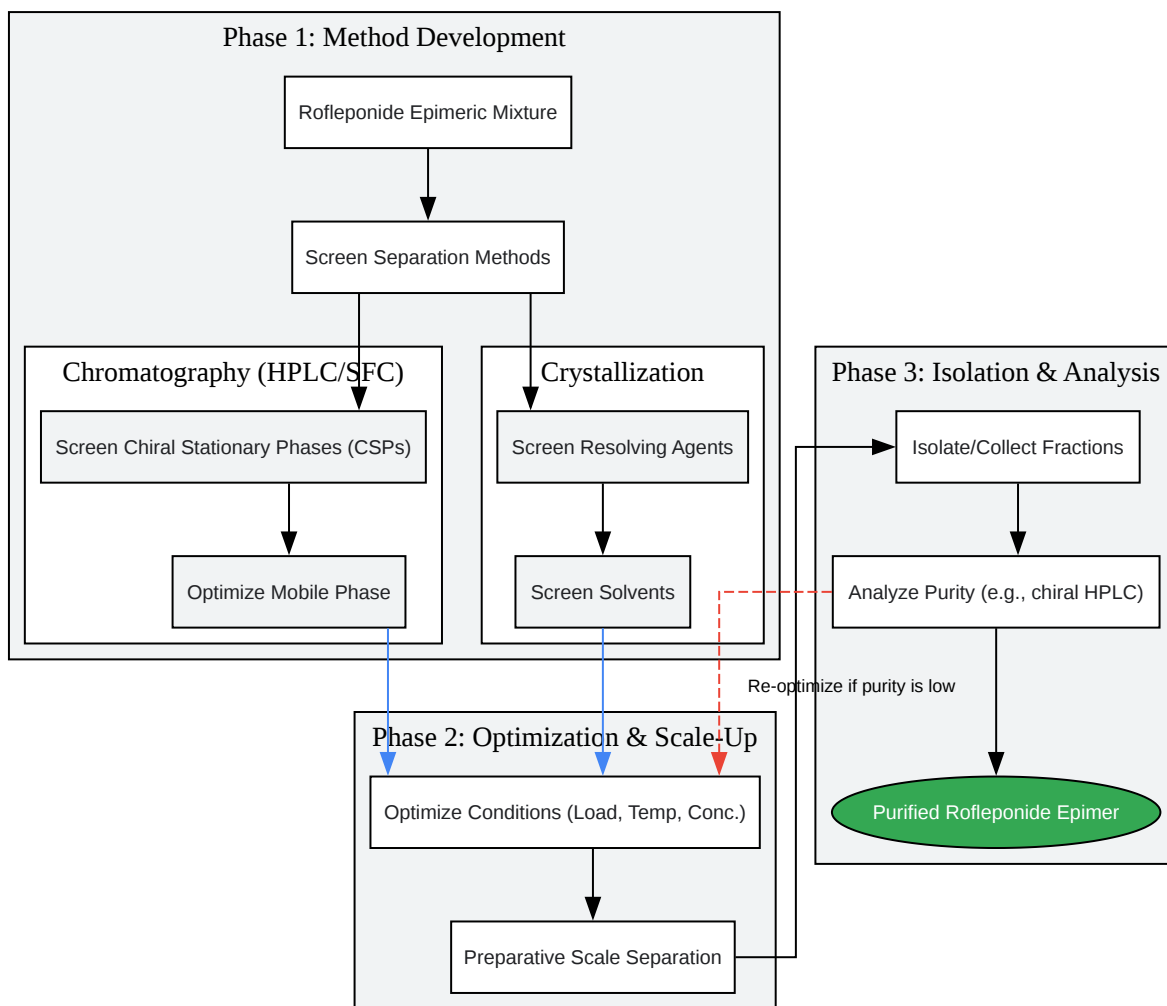 Phase 1: Method Development
Rofleponide Epimeric Mixture
Screen Separation Methods
Chromatography (HPLC/SFC)
Screen Chiral Stationary Phases (CSPs)
Optimize Mobile Phase
Crystallization
Screen Resolving Agents
Screen Solvents
Phase 2: Optimization & Scale-Up
Optimize Conditions (Load, Temp, Conc.)
Preparative Scale Separation
Phase 3: Isolation & Analysis
Isolate/Collect Fractions
Analyze Purity (e.g., chiral HPLC)
Re-optimize if purity is low
Purified Rofleponide Epimer